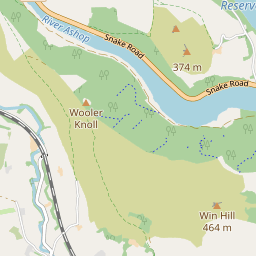 Reserv
River Ashop
Snake Road
374 m
Snake Road
Wooler
Knoll
Win Hill
464 m